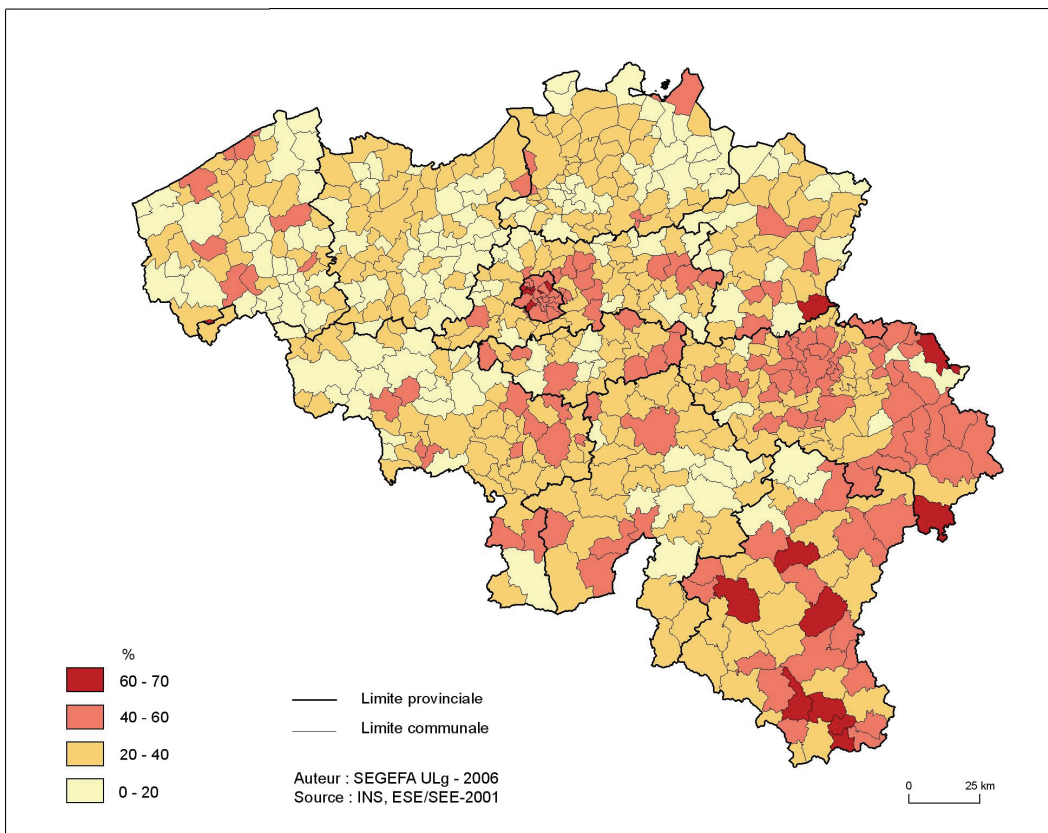 %
60 - 70
40 - 60
20 - 40
0 - 20
Limite provinciale
Limite communale
Auteur : SEGEFA ULg - 2006
Source : INS, ESE/SEE-2001
0 25 km